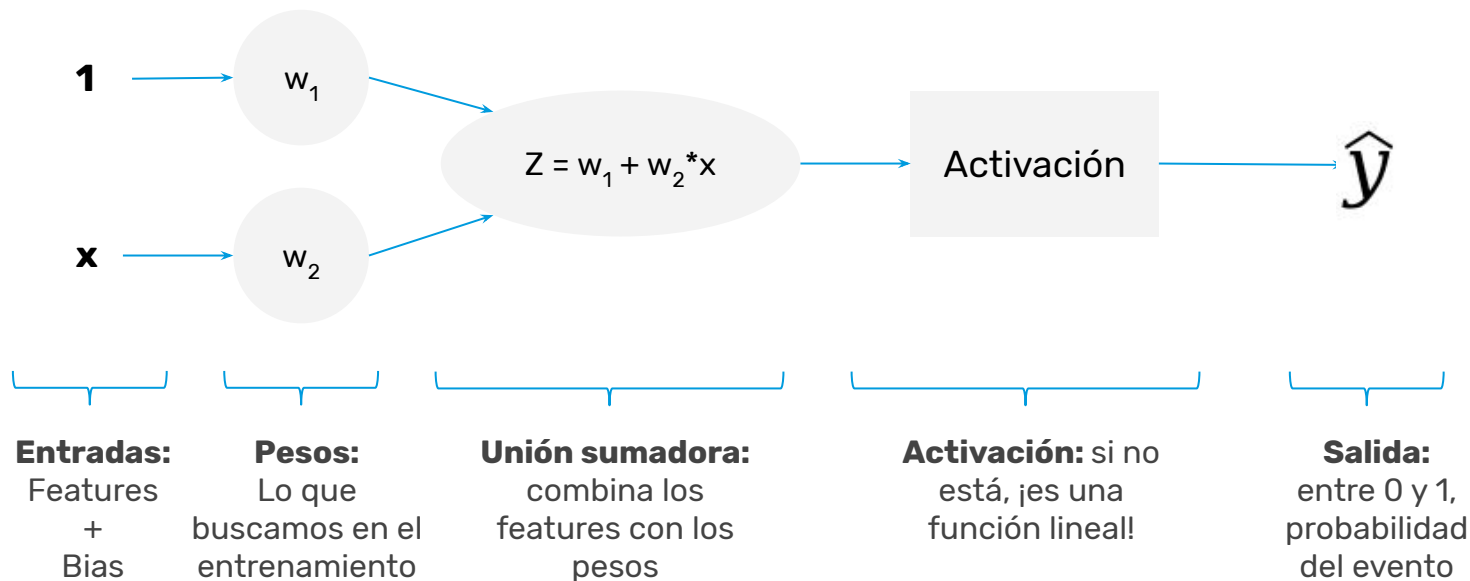 1
w₁
x
w₂
Z = w₁ + w₂*x
Activación
ŷ
Entradas:
Features
+
Bias
Pesos:
Lo que
buscamos en el
entrenamiento
Unión sumadora:
combina los
features con los
pesos
Activación: si no
está, ¡es una
función lineal!
Salida:
entre 0 y 1,
probabilidad
del evento